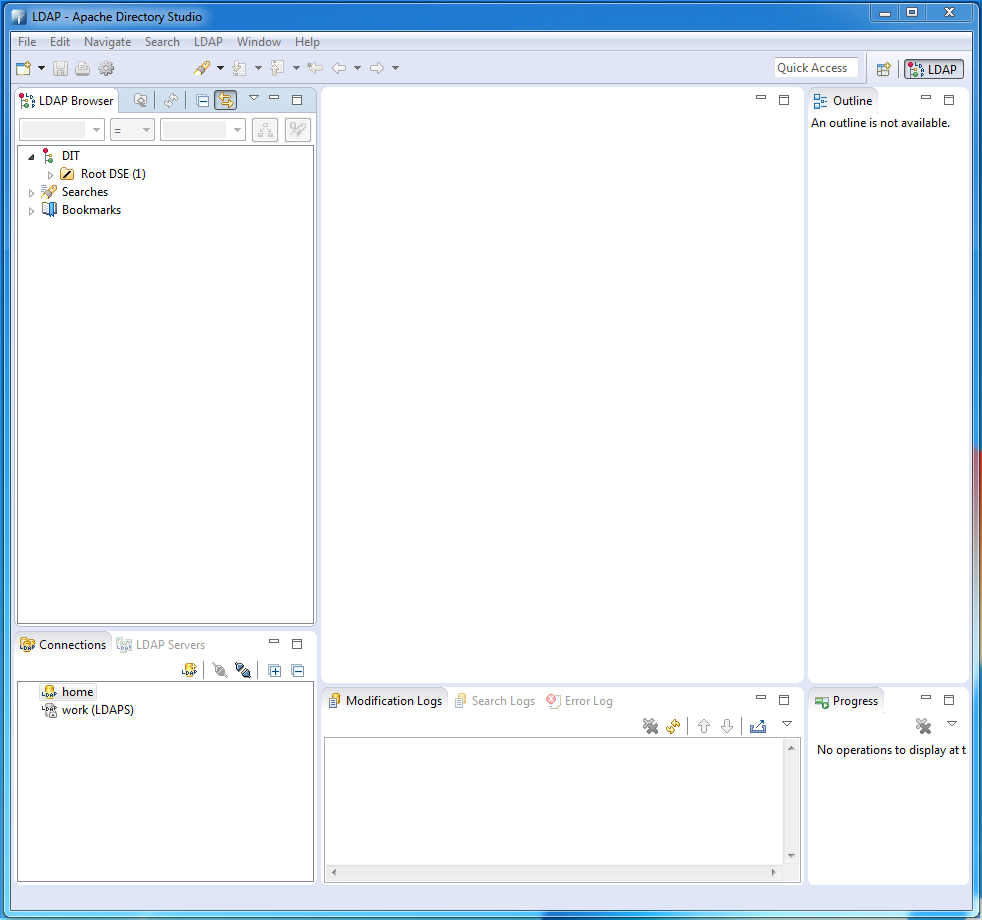 LDAP - Apache Directory Studio
File Edit Navigate Search LDAP Window Help
Quick Access
LDAP
LDAP Browser
=
DIT
Root DSE (1)
Searches
Bookmarks
Outline
An outline is not available.
Connections
LDAP Servers
LDAP
home
work (LDAPS)
Modification Logs
Search Logs
Error Log
Progress
No operations to display at t